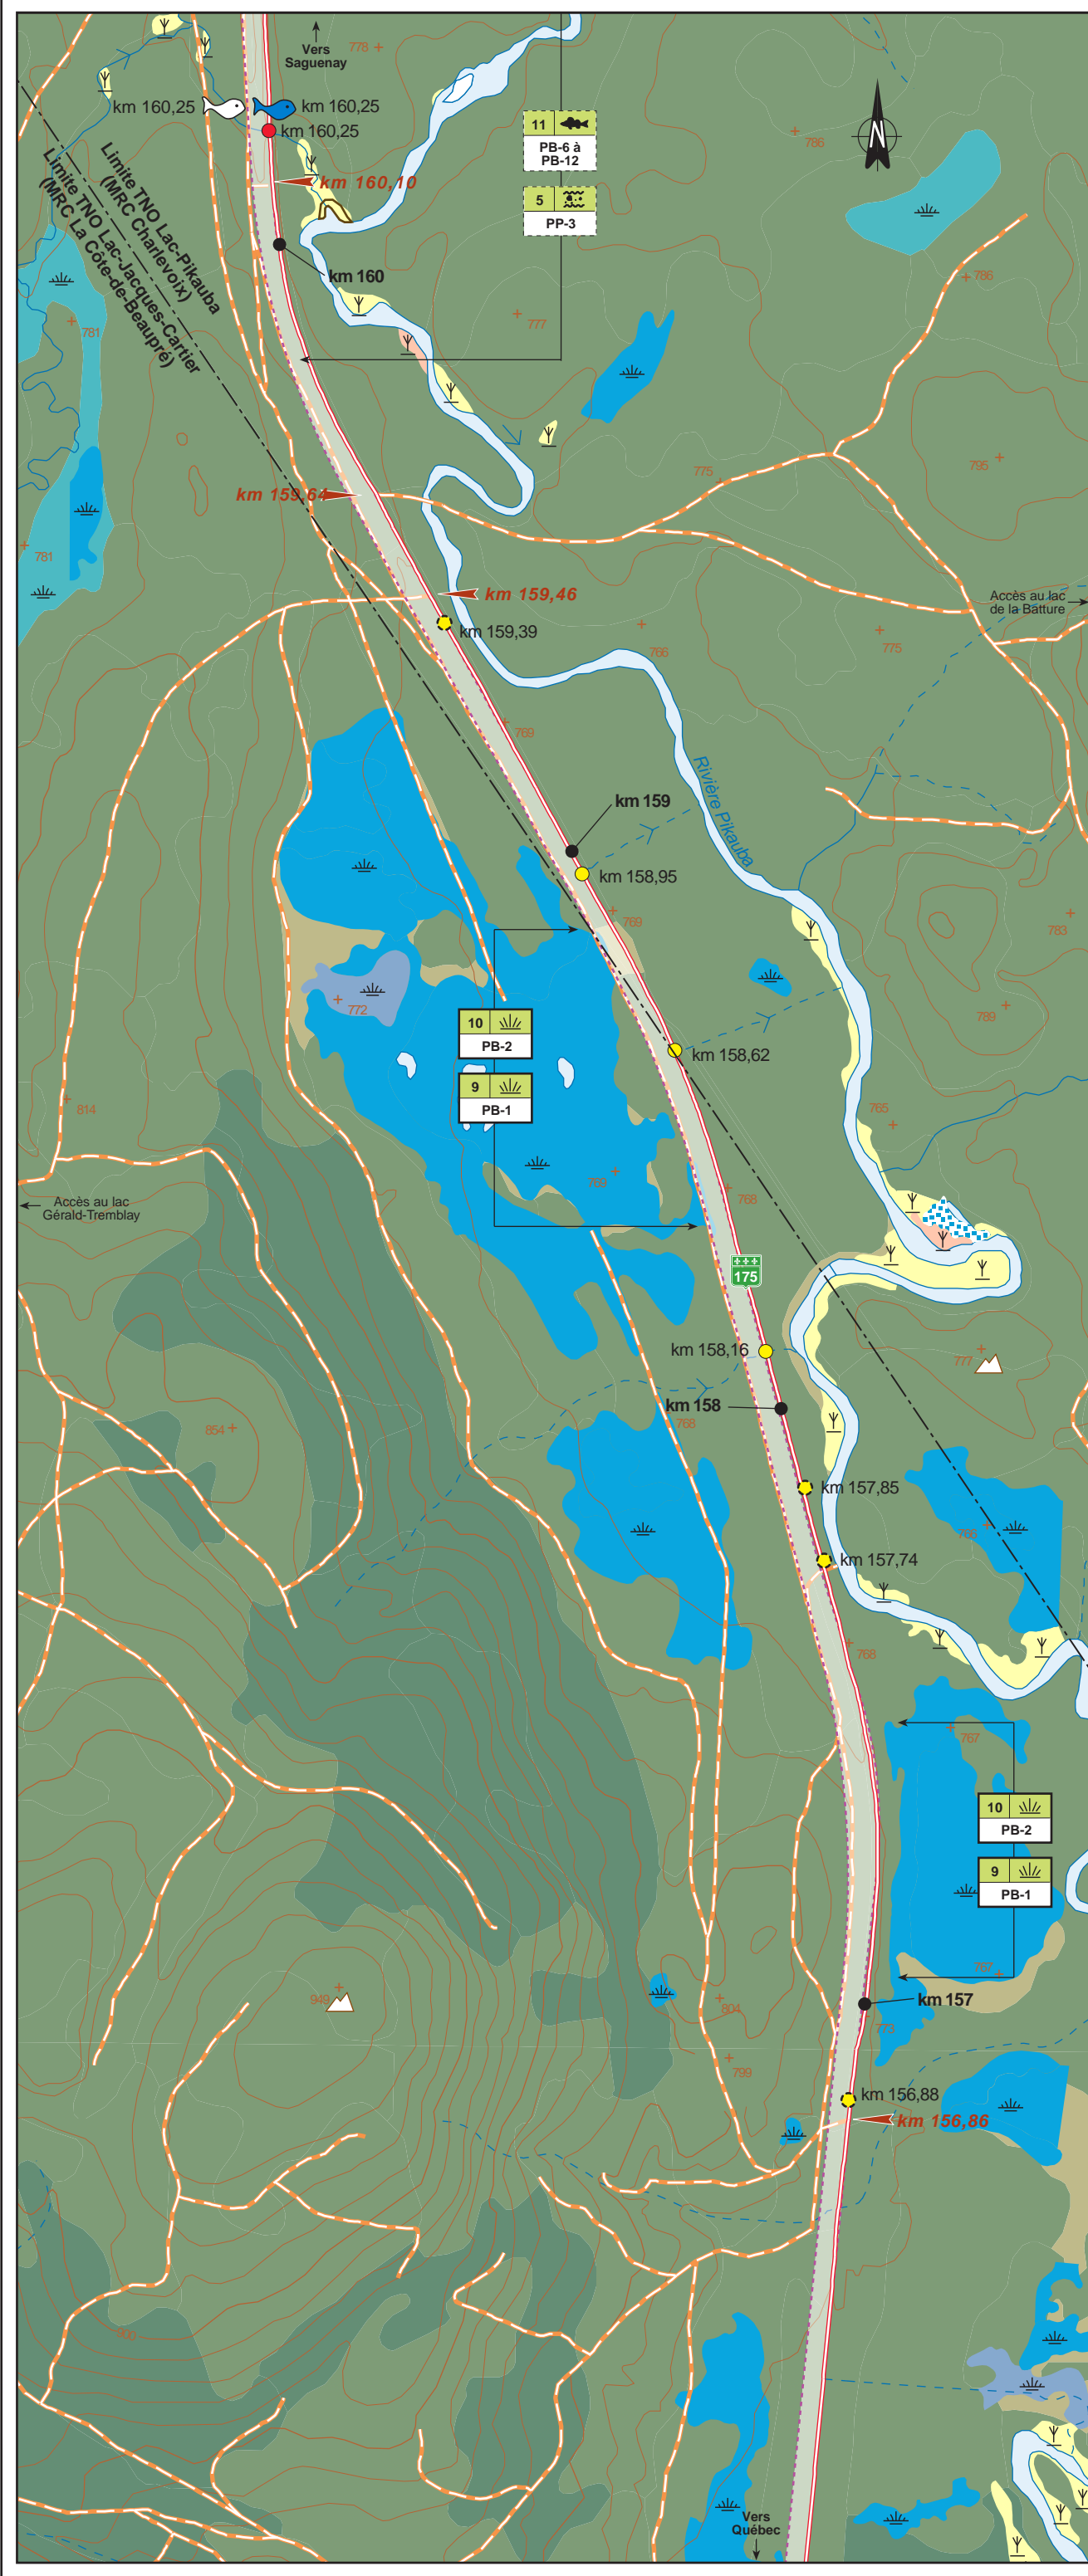 Vers
Saguenay
778
km 160,25
km 160,25
km 160,25
11
PB-6 à
PB-12
786
N
km 160,10
5
PP-3
Limite TNO Lac-Pikauba
(MRC Charlevoix)
Limite TNO Lac-Jacques-Cartier
(MRC La Côte-de-Beaupré)
km 160
786
781
777
775
795
km 159,64
781
km 159,46
Accès au lac
de la Batture
km 159,39
766
775
769
Rivière Pikauba
km 159
km 158,95
769
783
772
789
10
PB-2
km 158,62
9
PB-1
814
765
769
768
Accès au lac
Gérald-Tremblay
175
km 158,16
777
km 158
768
854
km 157,85
765
km 157,74
768
767
10
PB-2
9
PB-1
767
949
km 157
804
773
799
km 156,88
km 156,86
900
Vers
Québec